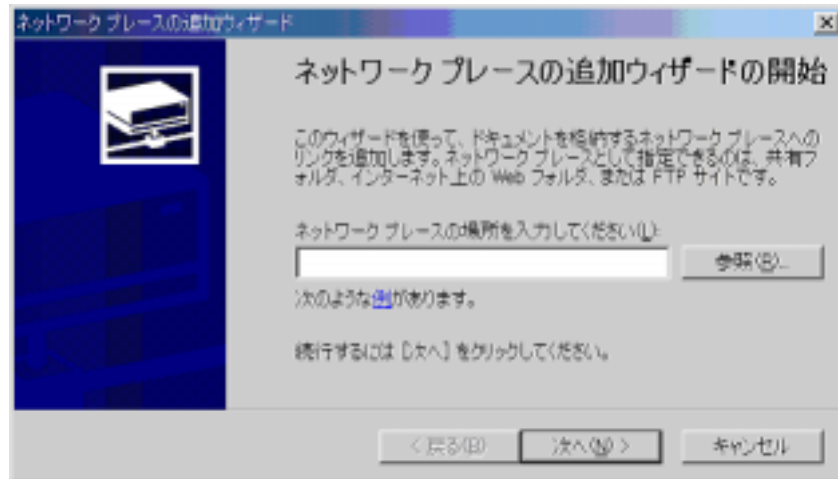 ネットワーク プレースの追加ウィザード
ネットワーク プレースの追加ウィザードの開始
このウィザードを使って、ドキュメントを格納するネットワーク プレースへの
リンクを追加します。ネットワーク プレースとして指定できるのは、共有フ
ォルダ、インターネット上の Web フォルダ、または FTP サイトです。
ネットワーク プレースの場所を入力してください(L):
参照(R)...
次のような例があります。
続行するには [次へ] をクリックしてください。
< 戻る(B)
次へ(N) >
キャンセル